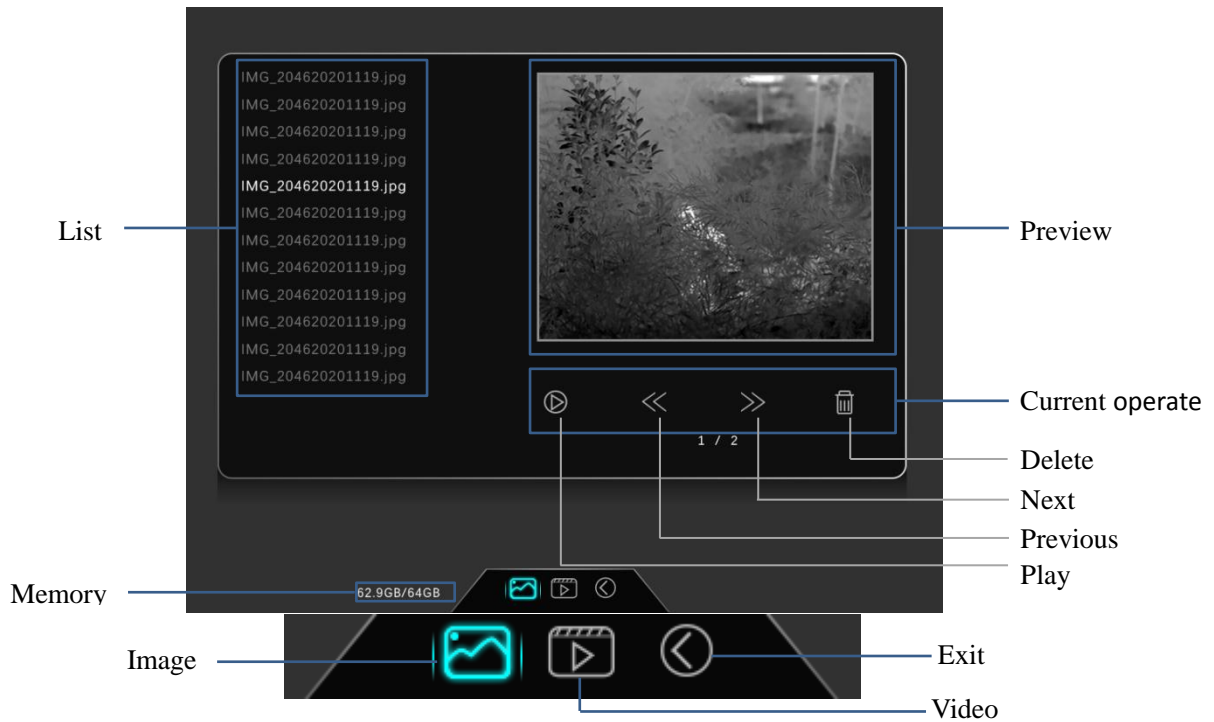 IMG_204620201119.jpg
IMG_204620201119.jpg
IMG_204620201119.jpg
IMG_204620201119.jpg
IMG_204620201119.jpg
IMG_204620201119.jpg
IMG_204620201119.jpg
IMG_204620201119.jpg
IMG_204620201119.jpg
IMG_204620201119.jpg
IMG_204620201119.jpg
IMG_204620201119.jpg
List
Preview
Current operate
1 / 2
Delete
Next
Previous
Play
Memory
62.9GB/64GB
Image
Exit
Video